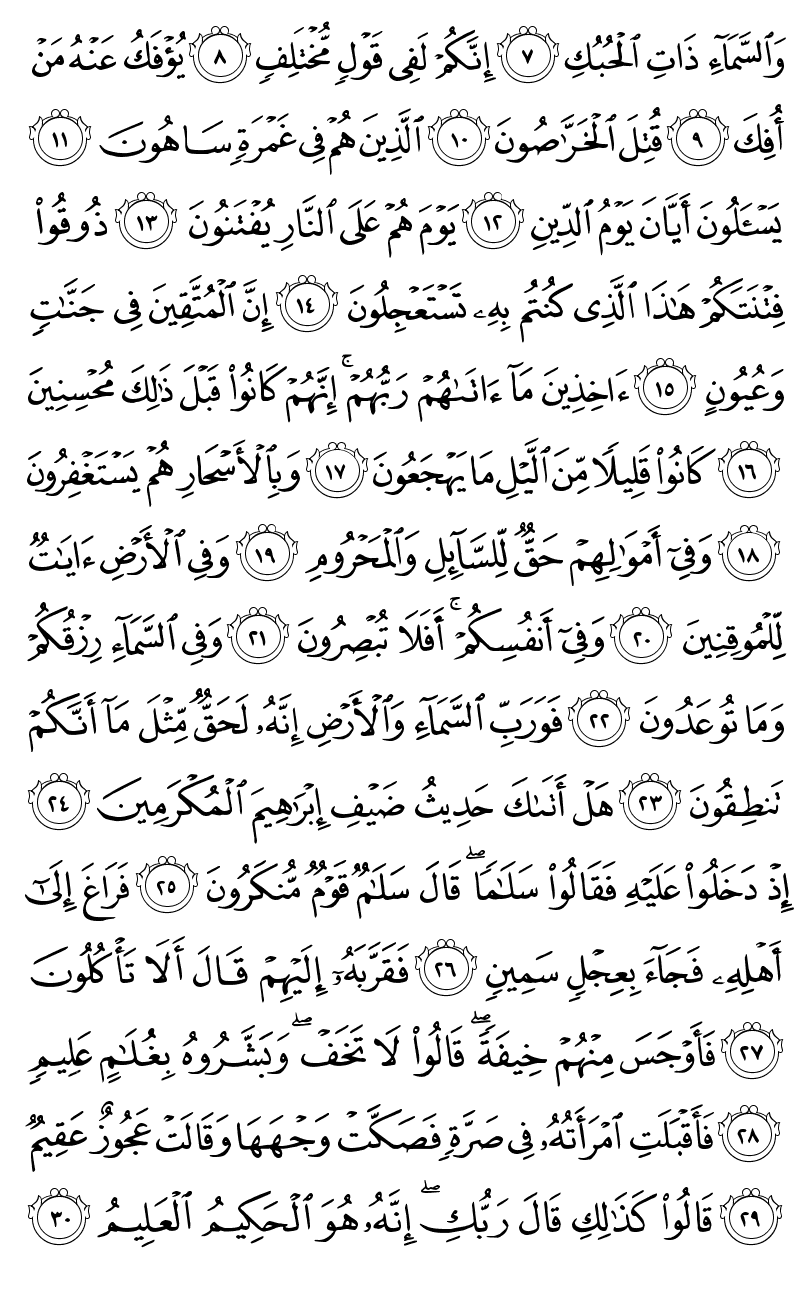 وَٱلسَّمَآءِ ذَاتِ ٱلۡحُبُكِ ٧ إِنَّكُمۡ لَفِي قَوۡلٖ مُّخۡتَلِفٖ ٨ يُؤۡفَكُ عَنۡهُ مَنۡ
أُفِكَ ٩ قُتِلَ ٱلۡخَرَّٰصُونَ ١٠ ٱلَّذِينَ هُمۡ فِي غَمۡرَةٖ سَاهُونَ ١١
يَسۡـَٔلُونَ أَيَّانَ يَوۡمُ ٱلدِّينِ ١٢ يَوۡمَ هُمۡ عَلَى ٱلنَّارِ يُفۡتَنُونَ ١٣ ذُوقُواْ
فِتۡنَتَكُمۡ هَٰذَا ٱلَّذِي كُنتُم بِهِۦ تَسۡتَعۡجِلُونَ ١٤ إِنَّ ٱلۡمُتَّقِينَ فِي جَنَّٰتٖ
وَعُيُونٍ ١٥ ءَاخِذِينَ مَآ ءَاتَىٰهُمۡ رَبُّهُمۡۚ إِنَّهُمۡ كَانُواْ قَبۡلَ ذَٰلِكَ مُحۡسِنِينَ
١٦ كَانُواْ قَلِيلٗا مِّنَ ٱلَّيۡلِ مَا يَهۡجَعُونَ ١٧ وَبِٱلۡأَسۡحَارِ هُمۡ يَسۡتَغۡفِرُونَ
١٨ وَفِيٓ أَمۡوَٰلِهِمۡ حَقّٞ لِّلسَّآئِلِ وَٱلۡمَحۡرُومِ ١٩ وَفِي ٱلۡأَرۡضِ ءَايَٰتٞ
لِّلۡمُوقِنِينَ ٢٠ وَفِيٓ أَنفُسِكُمۡۚ أَفَلَا تُبۡصِرُونَ ٢١ وَفِي ٱلسَّمَآءِ رِزۡقُكُمۡ
وَمَا تُوعَدُونَ ٢٢ فَوَرَبِّ ٱلسَّمَآءِ وَٱلۡأَرۡضِ إِنَّهُۥ لَحَقّٞ مِّثۡلَ مَآ أَنَّكُمۡ
تَنطِقُونَ ٢٣ هَلۡ أَتَىٰكَ حَدِيثُ ضَيۡفِ إِبۡرَٰهِيمَ ٱلۡمُكۡرَمِينَ ٢٤
إِذۡ دَخَلُواْ عَلَيۡهِ فَقَالُواْ سَلَٰمٗاۖ قَالَ سَلَٰمٞ قَوۡمٞ مُّنكَرُونَ ٢٥ فَرَاغَ إِلَىٰٓ
أَهۡلِهِۦ فَجَآءَ بِعِجۡلٖ سَمِينٖ ٢٦ فَقَرَّبَهُۥٓ إِلَيۡهِمۡ قَالَ أَلَا تَأۡكُلُونَ
٢٧ فَأَوۡجَسَ مِنۡهُمۡ خِيفَةٗۖ قَالُواْ لَا تَخَفۡۖ وَبَشَّرُوهُ بِغُلَٰمٍ عَلِيمٖ
٢٨ فَأَقۡبَلَتِ ٱمۡرَأَتُهُۥ فِي صَرَّةٖ فَصَكَّتۡ وَجۡهَهَا وَقَالَتۡ عَجُوزٌ عَقِيمٞ
٢٩ قَالُواْ كَذَٰلِكِ قَالَ رَبُّكِۖ إِنَّهُۥ هُوَ ٱلۡحَكِيمُ ٱلۡعَلِيمُ ٣٠